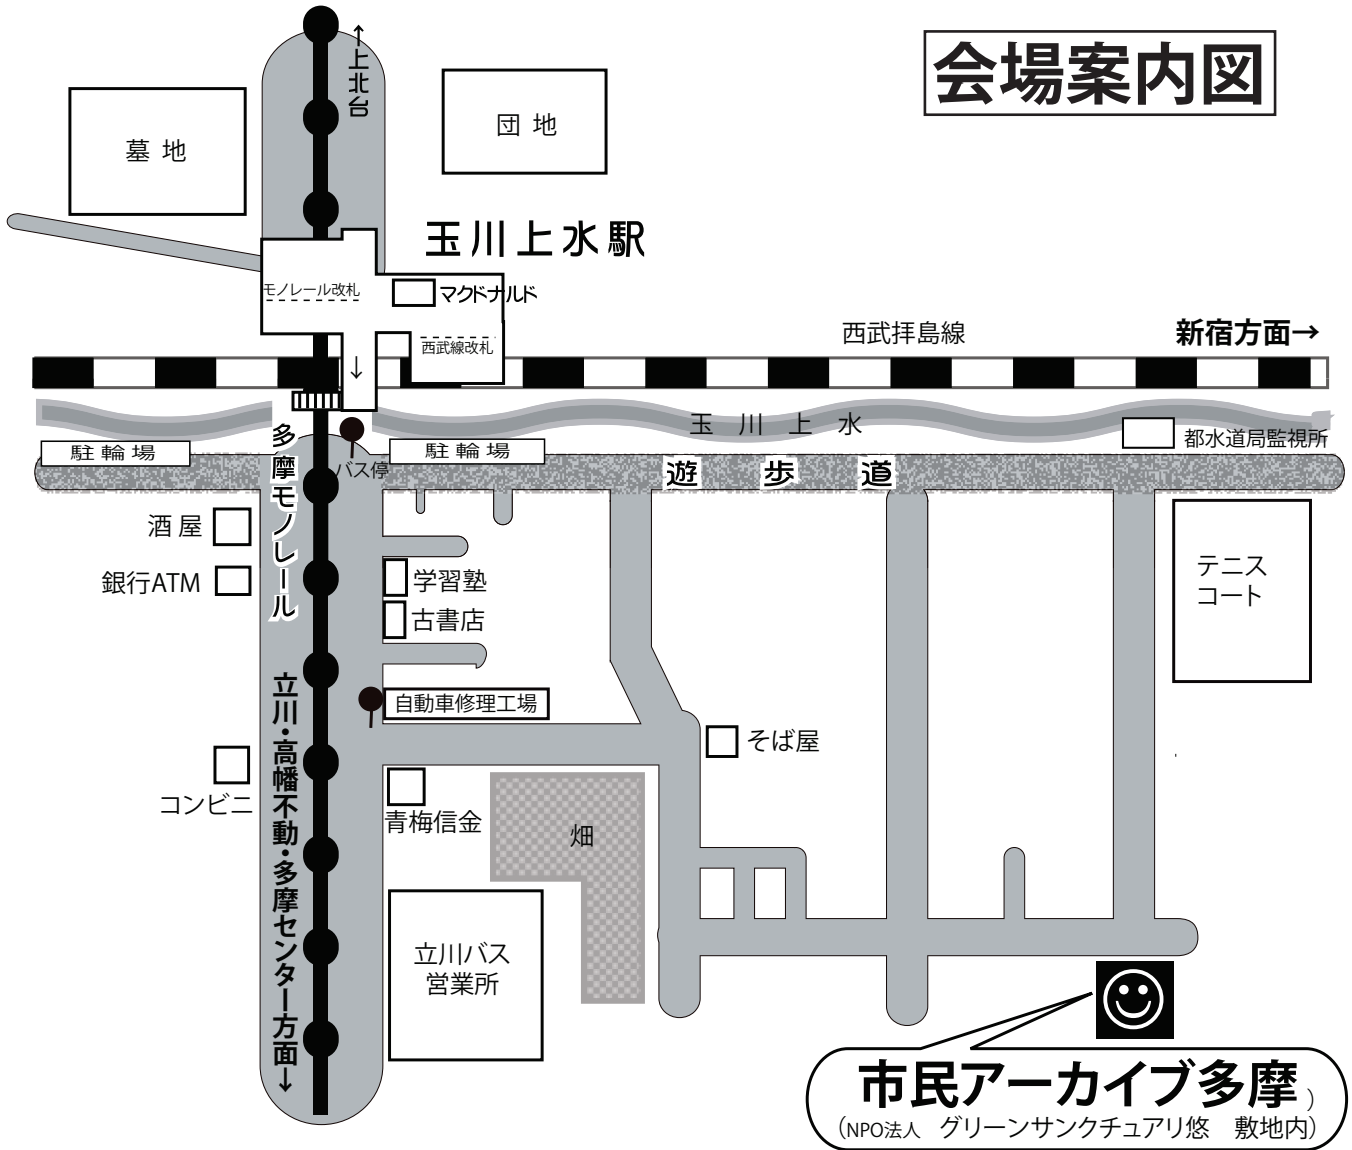 会場案内図
↑上北台
墓 地
団 地
玉川上水駅
モノレール改札
マクドナルド
西武線改札
↓
西武拝島線
新宿方面→
玉 川 上 水
都水道局監視所
駐輪場
バス停
駐輪場
遊 歩 道
多摩モノレール
酒屋
銀行ATM
学習塾
古書店
テニス
コート
立川・高幡不動・多摩センター方面↓
自動車修理工場
そば屋
コンビニ
青梅信金
畑
立川バス
営業所
市民アーカイブ多摩 )
(NPO法人 グリーンサンクチュアリ悠 敷地内)